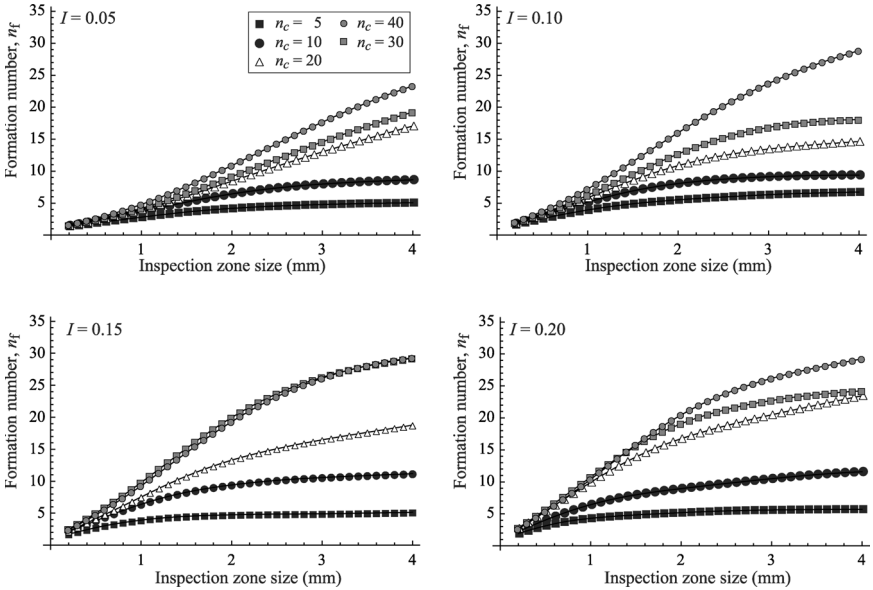 I = 0.05
n_c = 5
n_c = 10
n_c = 20
n_c = 40
n_c = 30
Formation number, n_f
35
30
25
20
15
10
5
1 2 3 4
Inspection zone size (mm)
I = 0.10
Formation number, n_f
35
30
25
20
15
10
5
1 2 3 4
Inspection zone size (mm)
I = 0.15
Formation number, n_f
35
30
25
20
15
10
5
1 2 3 4
Inspection zone size (mm)
I = 0.20
Formation number, n_f
35
30
25
20
15
10
5
1 2 3 4
Inspection zone size (mm)